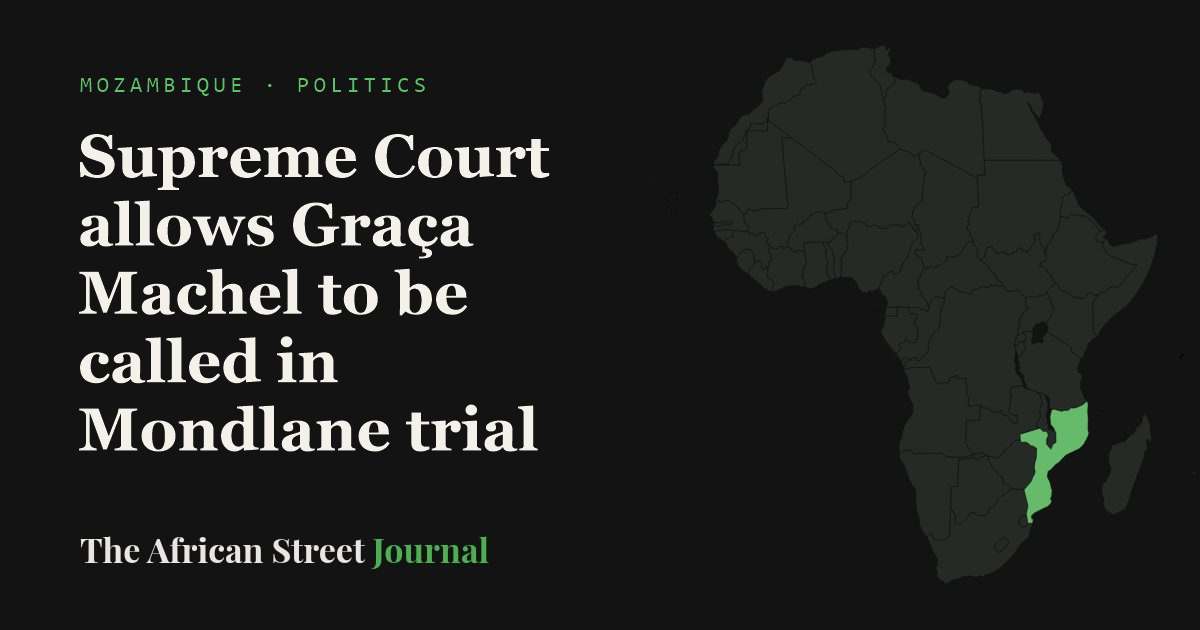 MOZAMBIQUE · POLITICS
Supreme Court
allows Graça
Machel to be
called in
Mondlane trial
The African Street Journal